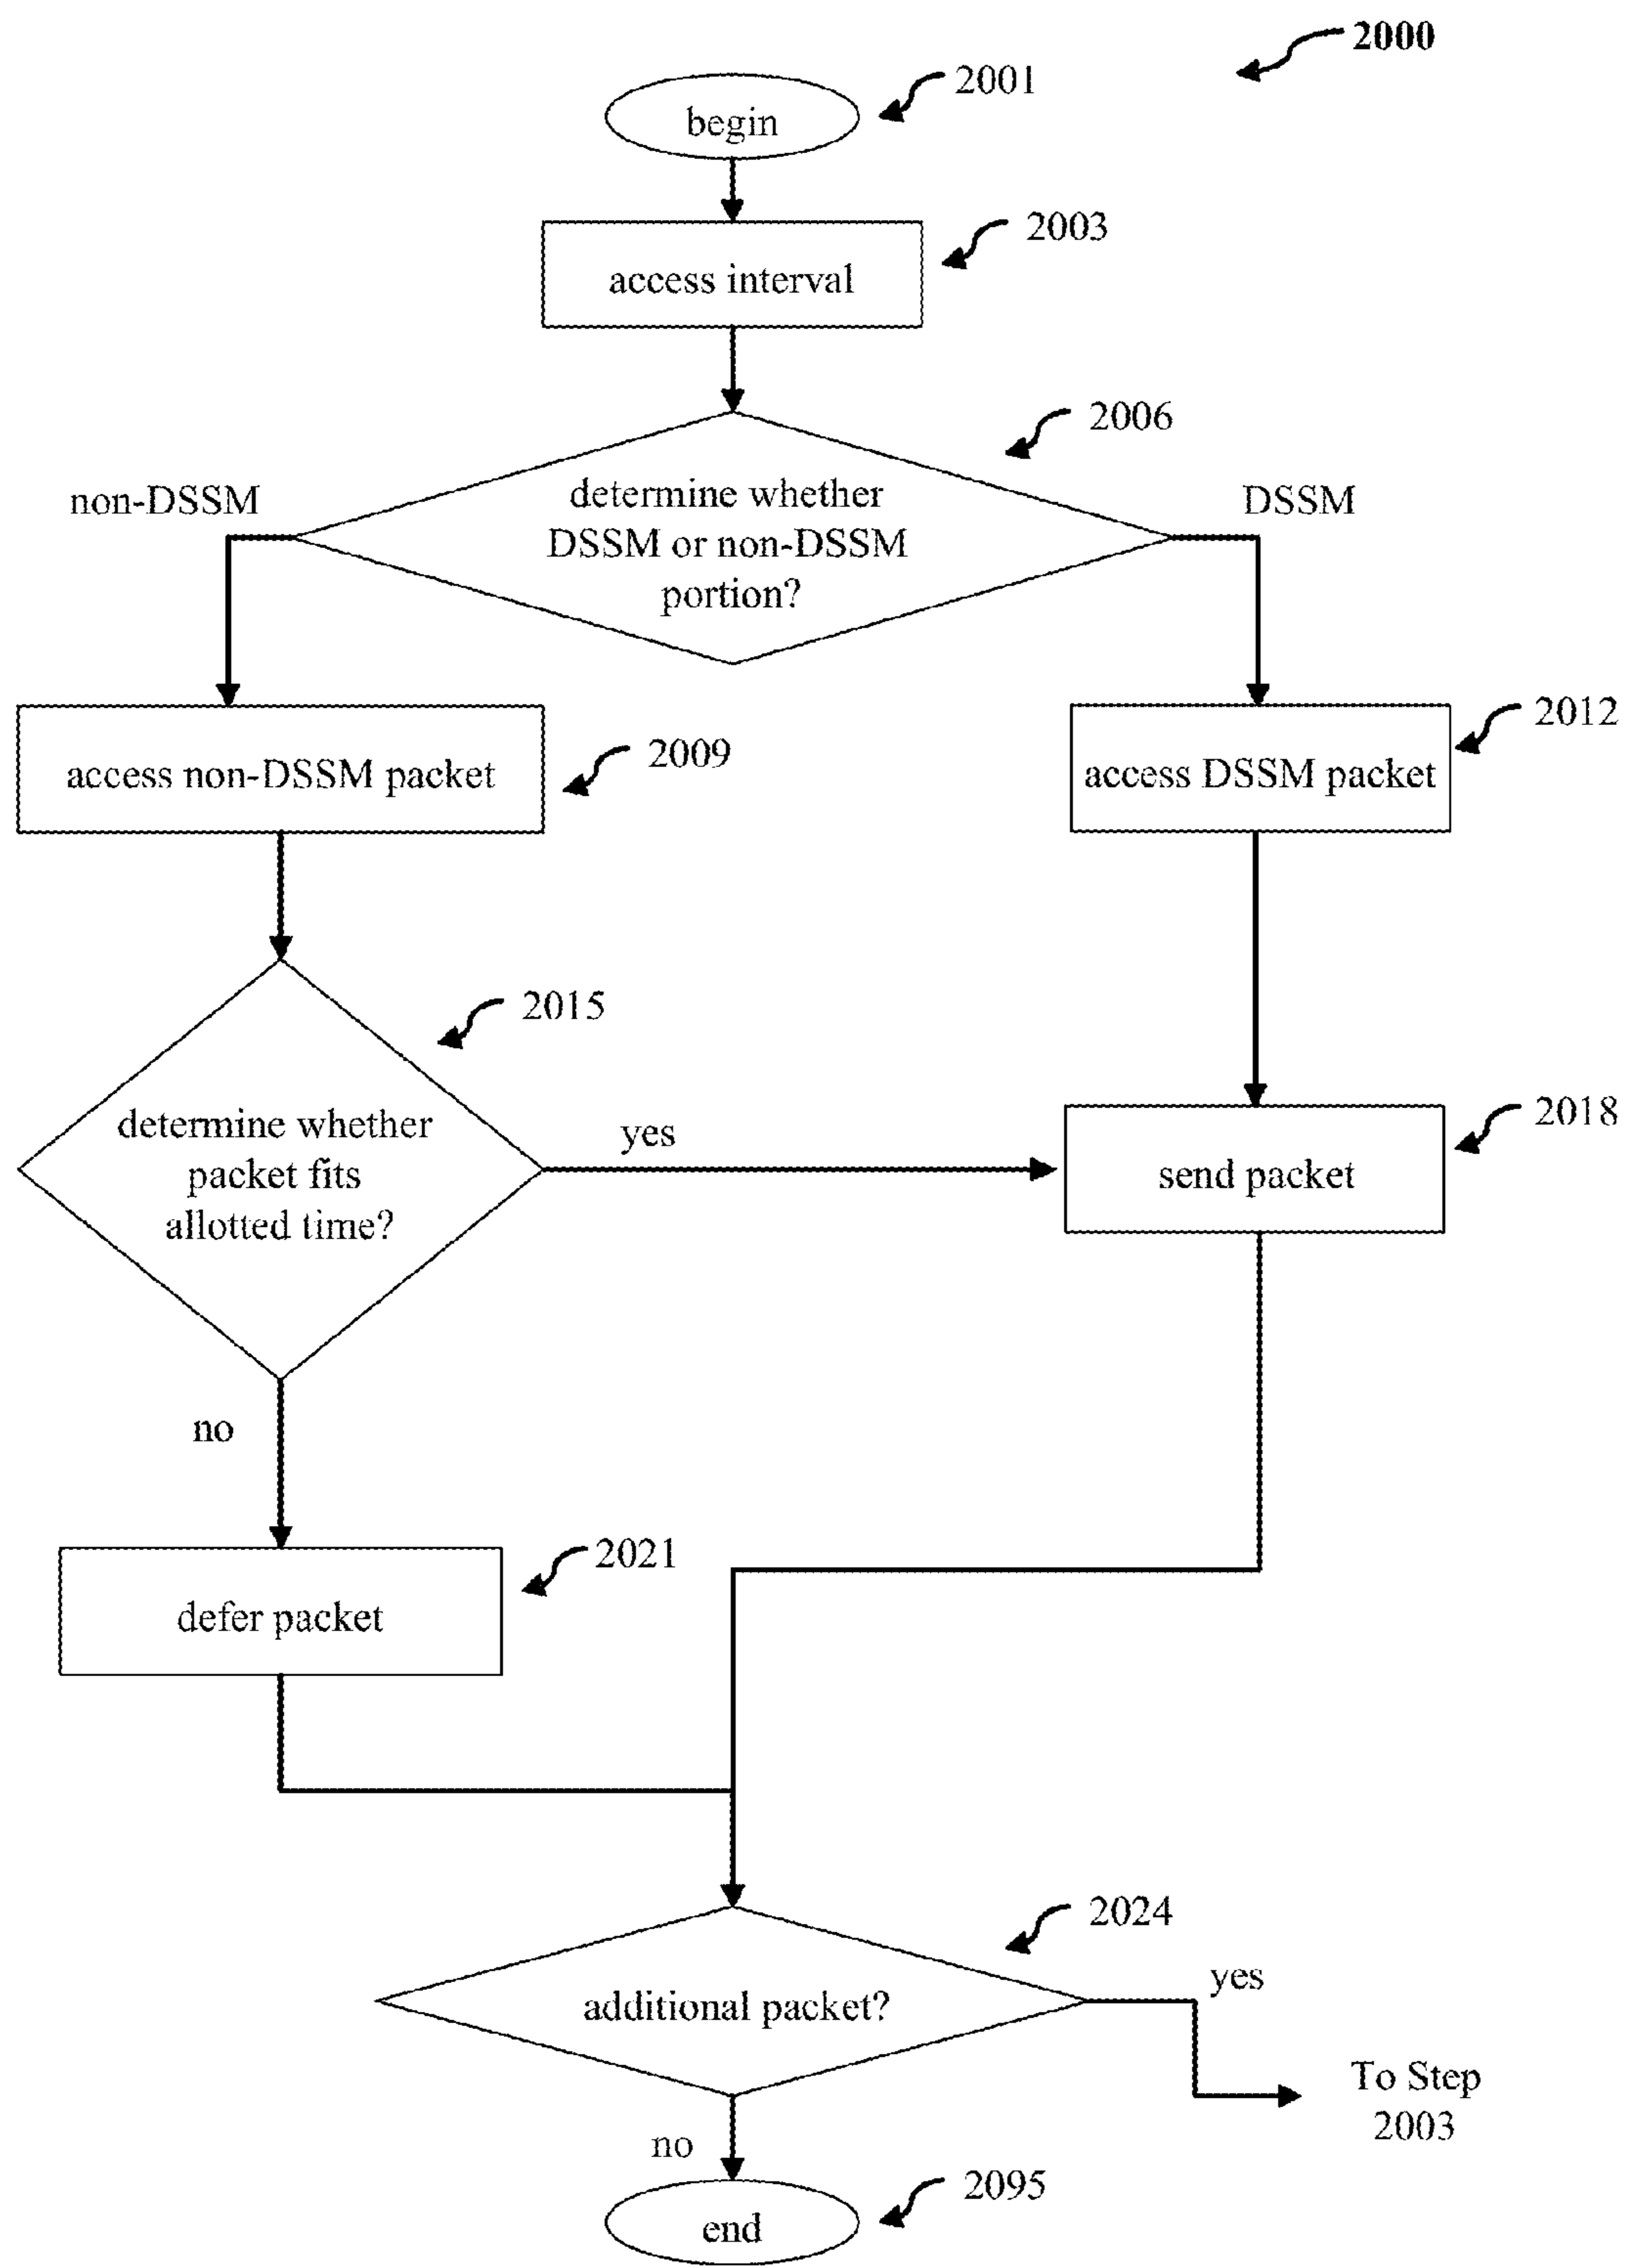 2000
2001
begin
2003
access interval
2006
non-DSSM
DSSM
determine whether
DSSM or non-DSSM
portion?
2012
2009
access non-DSSM packet
access DSSM packet
2015
2018
determine whether
packet fits
allotted time?
yes
send packet
no
2021
defer packet
2024
yes
additional packet?
To Step
2003
no
2095
end